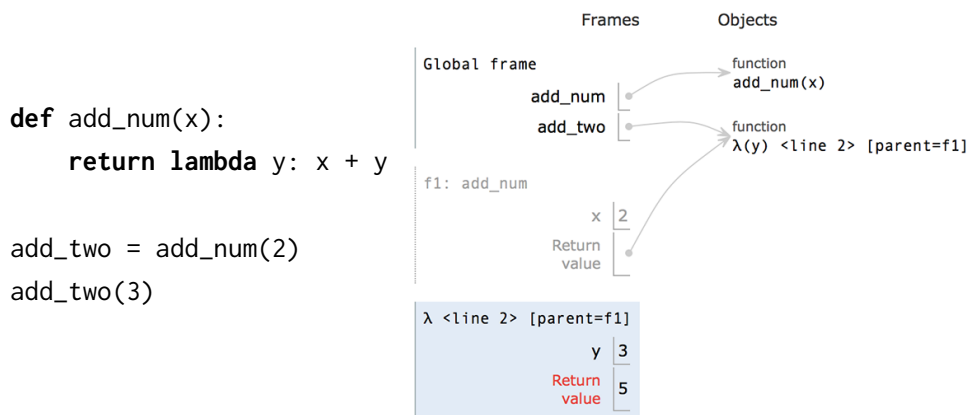 def add_num(x):
    return lambda y: x + y
add_two = add_num(2)
add_two(3)
Frames Objects
Global frame
add_num
add_two
function
add_num(x)
function
λ(y) <line 2> [parent=f1]
f1: add_num
x 2
Return
value
λ <line 2> [parent=f1]
y 3
Return
value 5